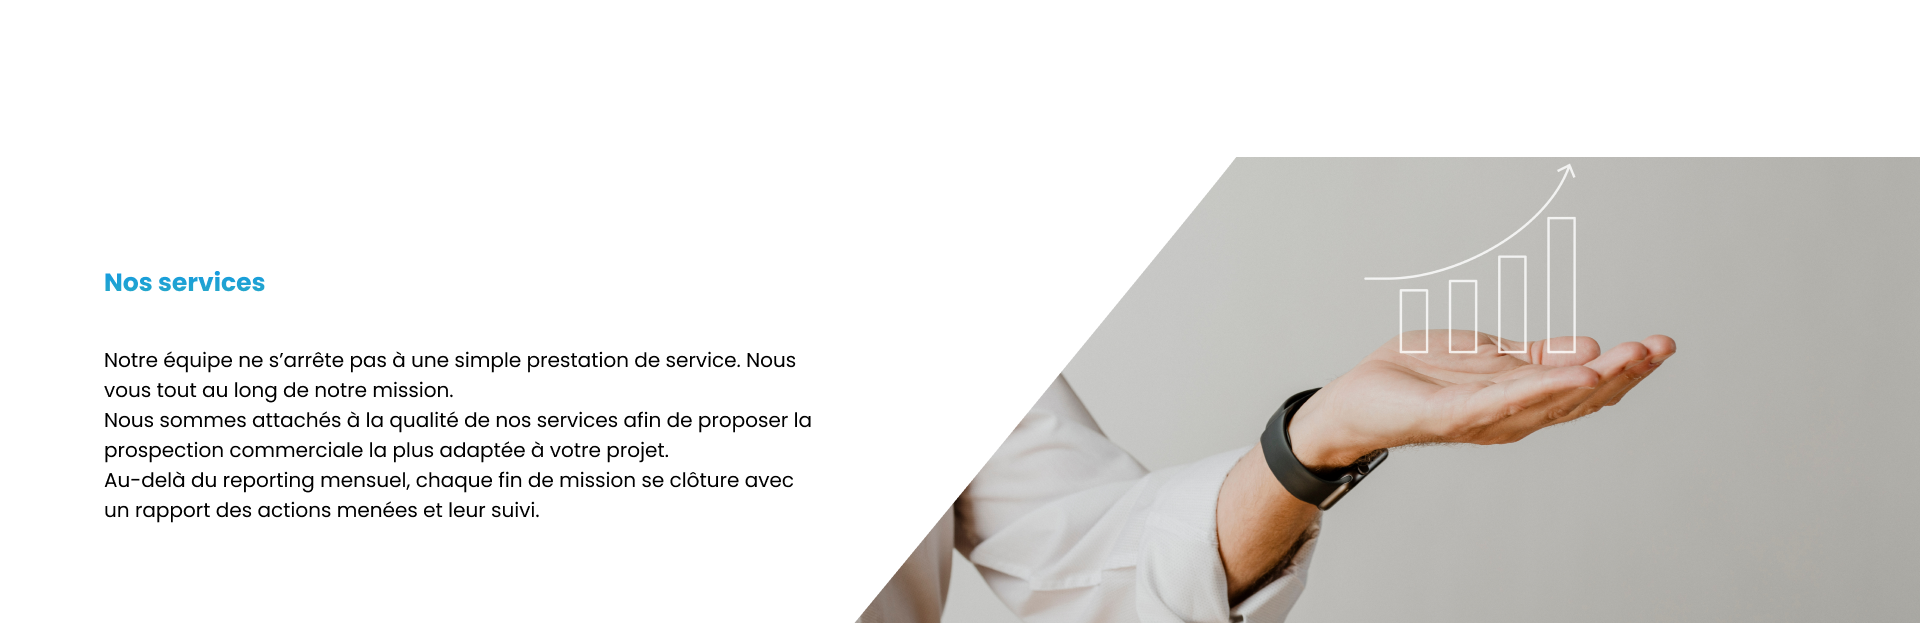 Nos services
Notre équipe ne s’arrête pas à une simple prestation de service. Nous
vous tout au long de notre mission.
Nous sommes attachés à la qualité de nos services afin de proposer la
prospection commerciale la plus adaptée à votre projet.
Au-delà du reporting mensuel, chaque fin de mission se clôture avec
un rapport des actions menées et leur suivi.